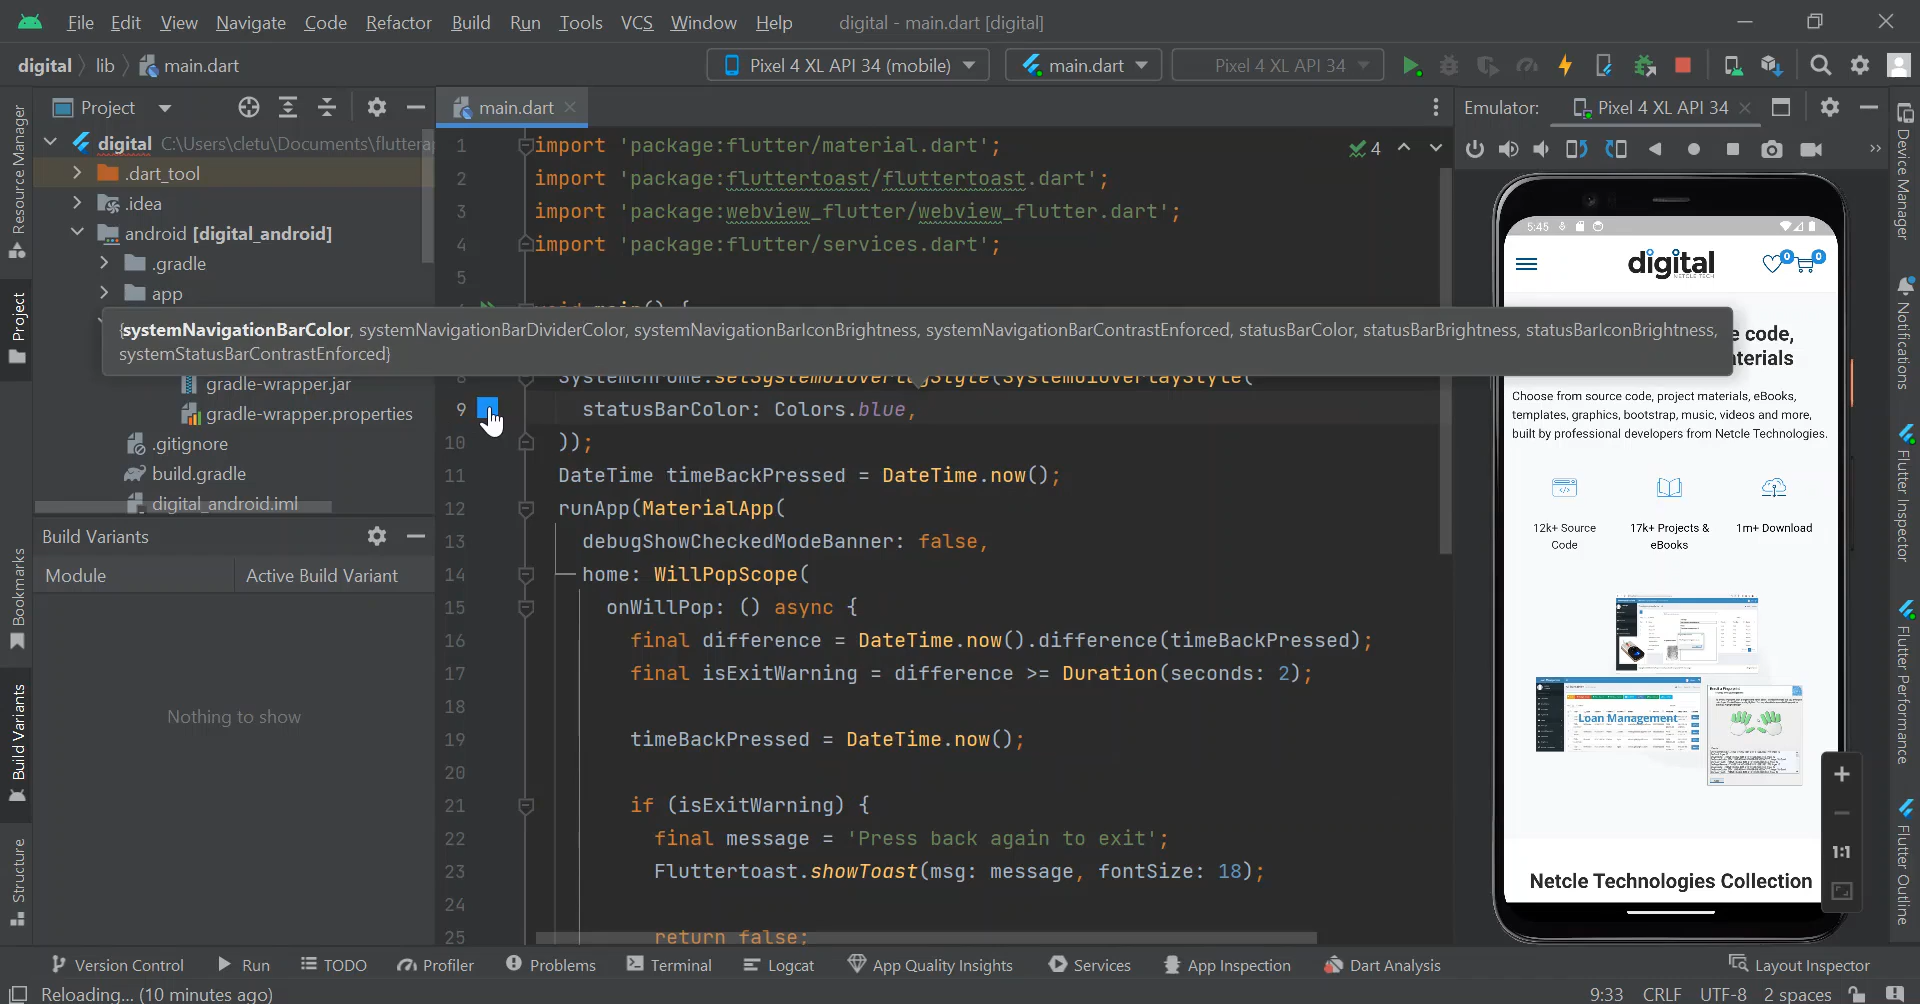 File Edit View Navigate Code Refactor Build Run Tools VCS Window Help digital - main.dart [digital]
digital lib main.dart Pixel 4 XL API 34 (mobile) main.dart Pixel 4 XL API 34
Project main.dart Emulator: Pixel 4 XL API 34
digital C:\Users\cletu\Documents\flutter
.dart_tool
.idea
android [digital_android]
.gradle
app
gradle-wrapper.jar
gradle-wrapper.properties
.gitignore
build.gradle
digital_android.iml
Build Variants
Module Active Build Variant
Nothing to show
Resource Manager
Project
Bookmarks
Build Variants
Structure
4
1 import 'package:flutter/material.dart';
2 import 'package:fluttertoast/fluttertoast.dart';
3 import 'package:webview_flutter/webview_flutter.dart';
4 import 'package:flutter/services.dart';
5
{systemNavigationBarColor, systemNavigationBarDividerColor, systemNavigationBarIconBrightness, systemNavigationBarContrastEnforced, statusBarColor, statusBarBrightness, statusBarIconBrightness,
systemStatusBarContrastEnforced}
8 SystemChrome.setSystemUIOverlayStyle(SystemUiOverlayStyle(
9 statusBarColor: Colors.blue,
10 ));
11 DateTime timeBackPressed = DateTime.now();
12 runApp(MaterialApp(
13 debugShowCheckedModeBanner: false,
14 home: WillPopScope(
15 onWillPop: () async {
16 final difference = DateTime.now().difference(timeBackPressed);
17 final isExitWarning = difference >= Duration(seconds: 2);
18
19 timeBackPressed = DateTime.now();
20
21 if (isExitWarning) {
22 final message = 'Press back again to exit';
23 Fluttertoast.showToast(msg: message, fontSize: 18);
24
25 return false;
5:45
digital
NETCLE TECH
0 0
e code,
terials
Choose from source code, project materials, eBooks,
templates, graphics, bootstrap, music, videos and more,
built by professional developers from Netcle Technologies.
12k+ Source
Code
17k+ Projects &
eBooks
1m+ Download
Loan Management
Netcle Technologies Collection
1:1
Device Manager
Notifications
Flutter Inspector
Flutter Performance
Flutter Outline
Version Control Run TODO Profiler Problems Terminal Logcat App Quality Insights Services App Inspection Dart Analysis Layout Inspector
Reloading... (10 minutes ago) 9:33 CRLF UTF-8 2 spaces